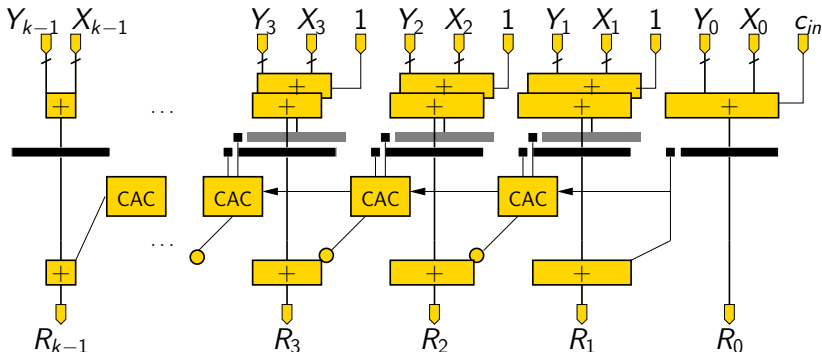 Y_{k−1} X_{k−1} Y_3 X_3 1 Y_2 X_2 1 Y_1 X_1 1 Y_0 X_0 c_{in}
+ + + +
+ + ... + + + +
CAC CAC CAC CAC
...
+ + + +
R_{k−1} R_3 R_2 R_1 R_0